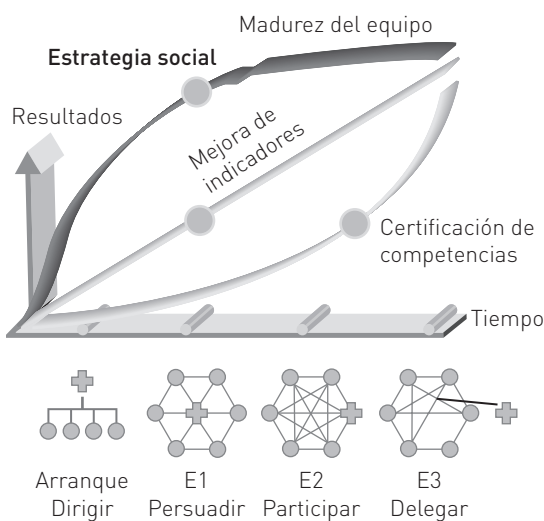 Madurez del equipo
Estrategia social
Resultados
Mejora de
indicadores
Certificación de
competencias
Tiempo
Arranque
Dirigir
E1
Persuadir
E2
Participar
E3
Delegar